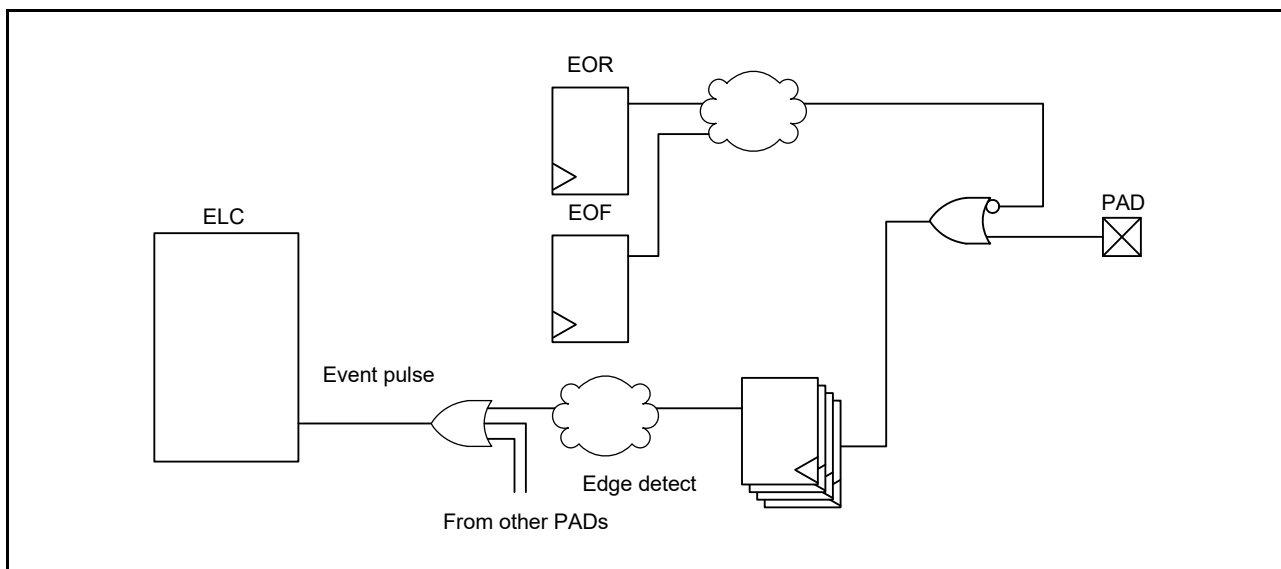 EOR
PAD
ELC
EOF
Event pulse
Edge detect
From other PADs